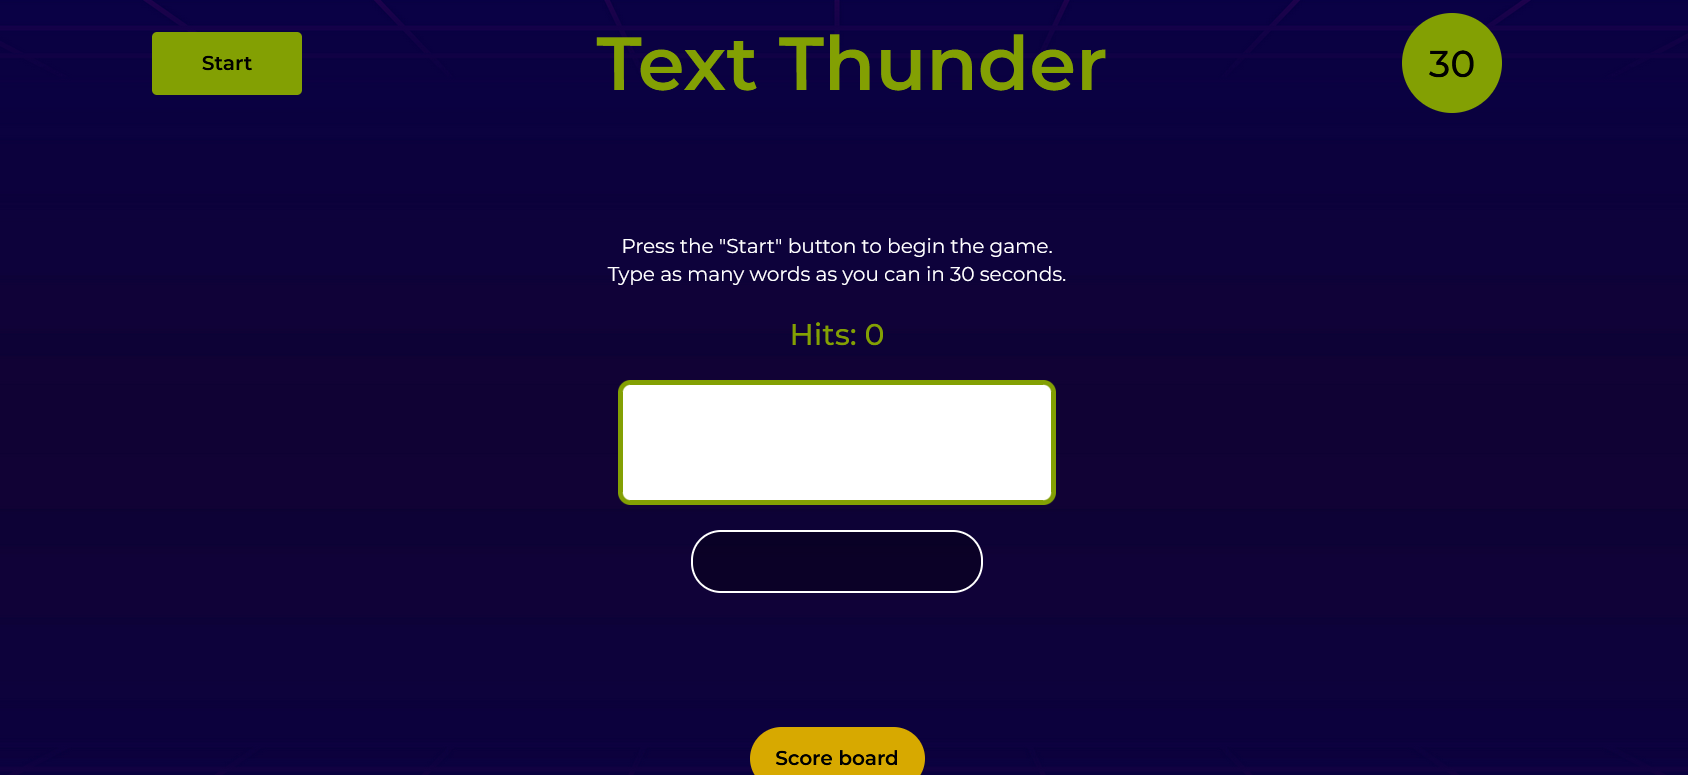 Start
Text Thunder
30
Press the "Start" button to begin the game.
Type as many words as you can in 30 seconds.
Hits: 0
Score board